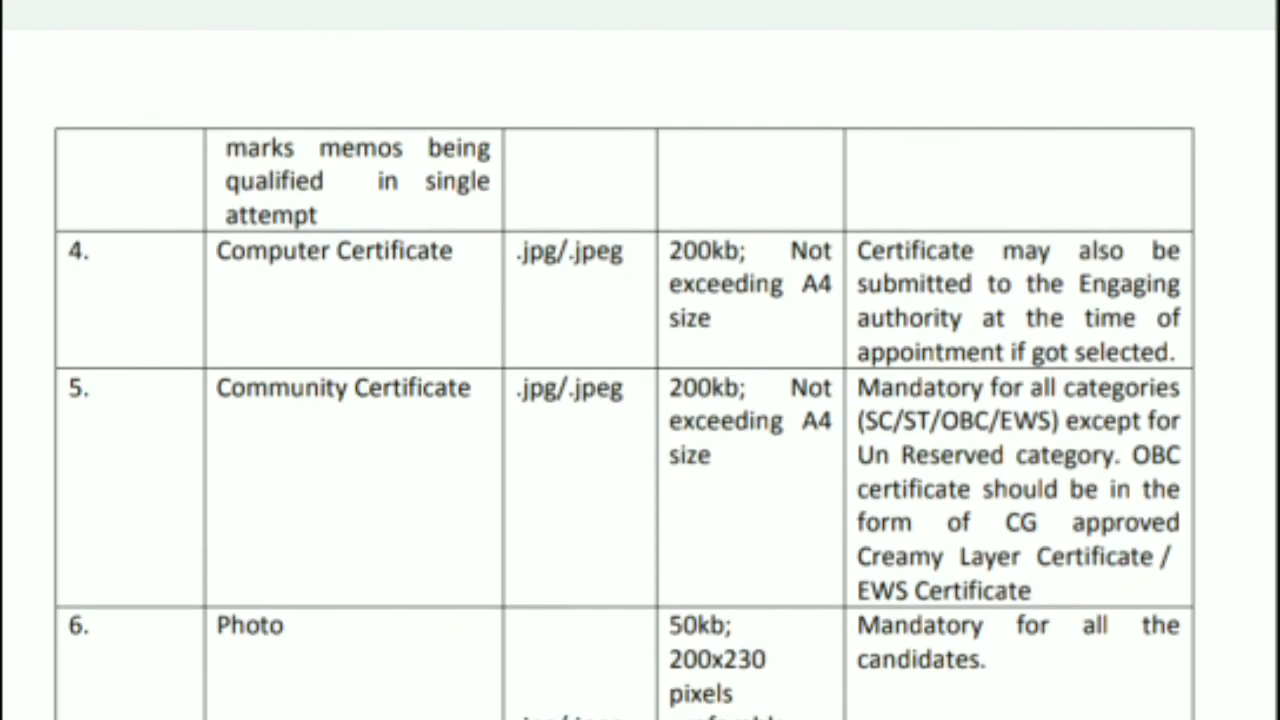 marks memos being
qualified in single
attempt
4.
Computer Certificate
.jpg/.jpeg
200kb; Not
exceeding A4
size
Certificate may also be
submitted to the Engaging
authority at the time of
appointment if got selected.
5.
Community Certificate
.jpg/.jpeg
200kb; Not
exceeding A4
size
Mandatory for all categories
(SC/ST/OBC/EWS) except for
Un Reserved category. OBC
certificate should be in the
form of CG approved
Creamy Layer Certificate /
EWS Certificate
6.
Photo
50kb;
200x230
pixels
Mandatory for all the
candidates.